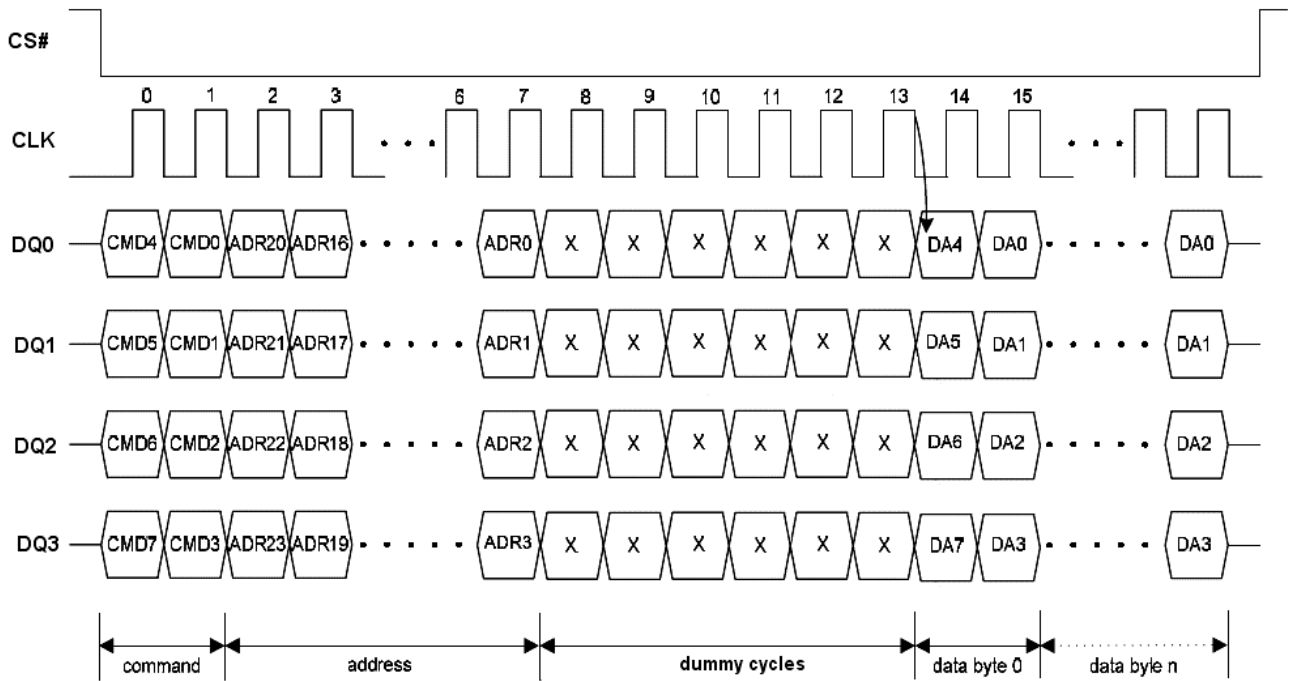 CS#
0 1 2 3 6 7 8 9 10 11 12 13 14 15
CLK
DQ0 CMD4 CMD0 ADR20 ADR16 ADR0 X X X X X X DA4 DA0 DA0
DQ1 CMD5 CMD1 ADR21 ADR17 ADR1 X X X X X X DA5 DA1 DA1
DQ2 CMD6 CMD2 ADR22 ADR18 ADR2 X X X X X X DA6 DA2 DA2
DQ3 CMD7 CMD3 ADR23 ADR19 ADR3 X X X X X X DA7 DA3 DA3
command address dummy cycles data byte 0 data byle n